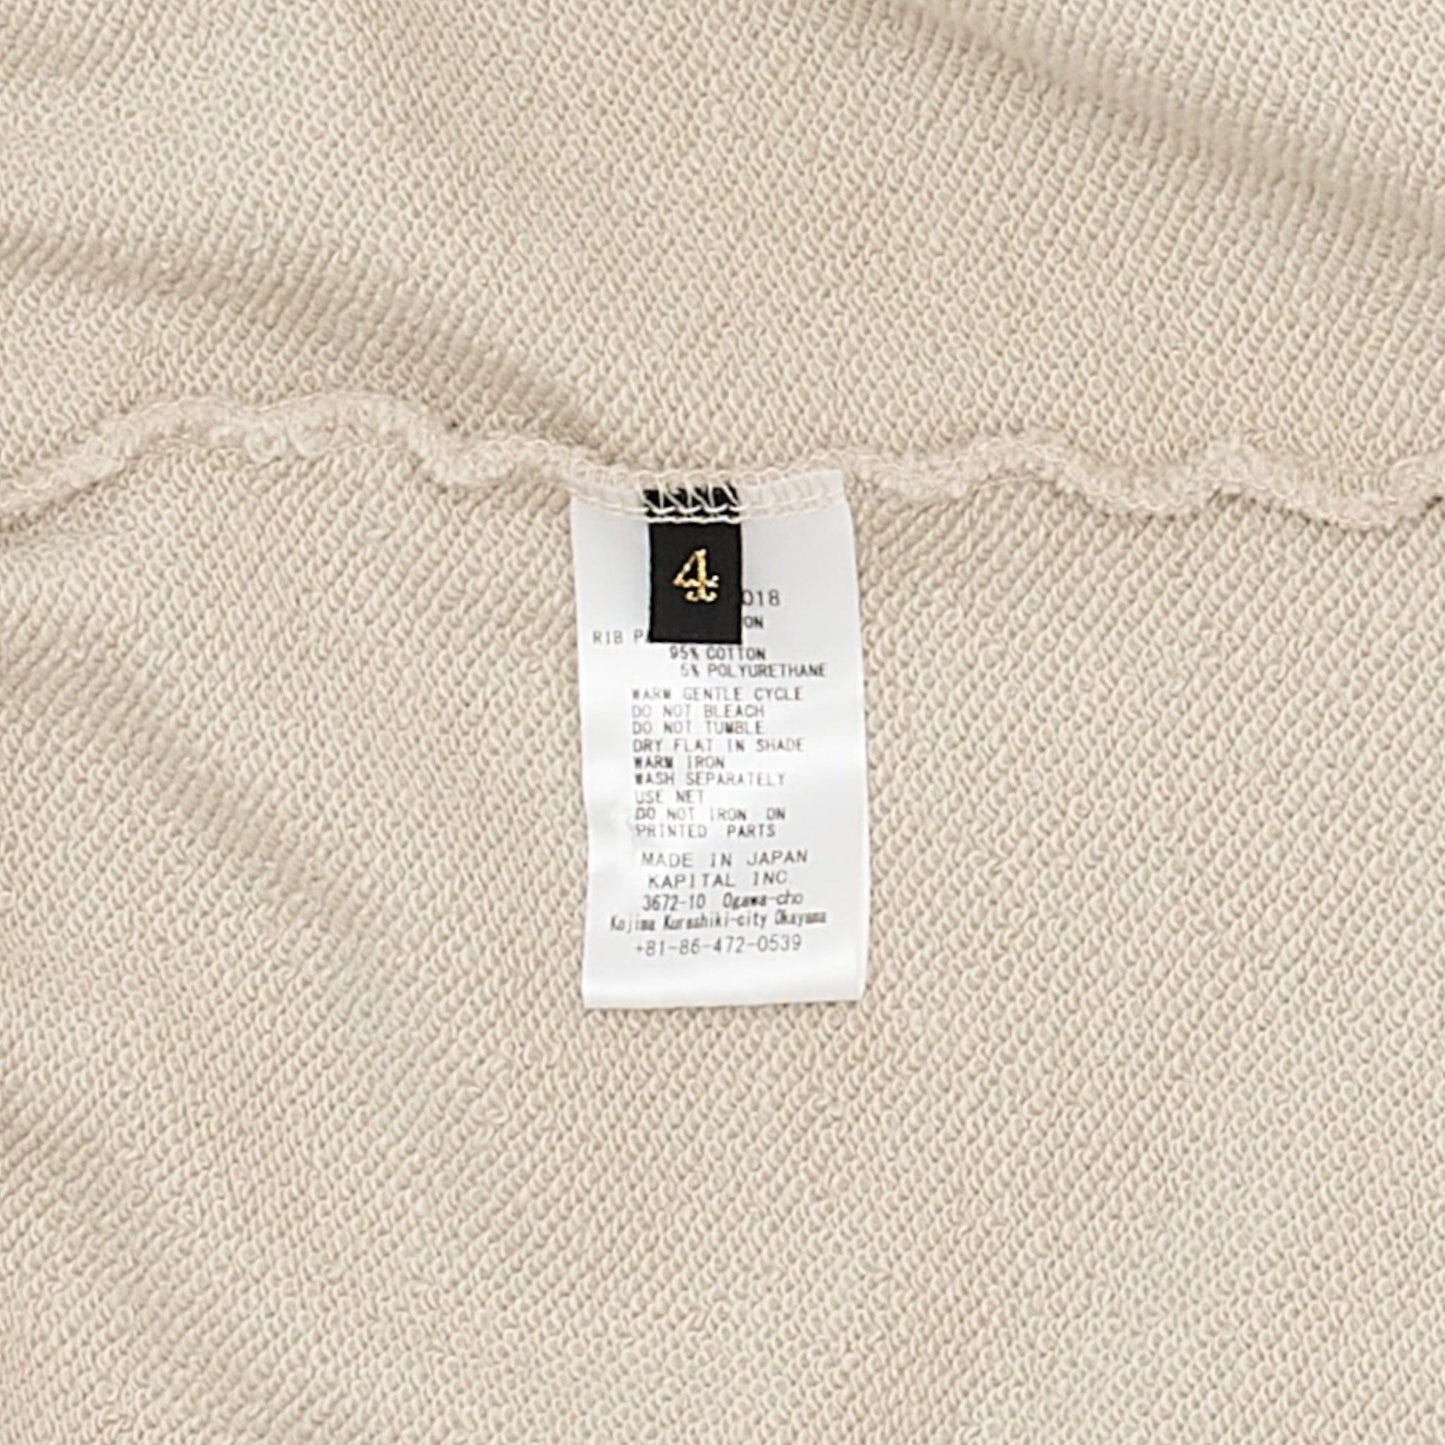 4
018
RIB
95% COTTON
5% POLYURETHANE
WARM GENTLE CYCLE
DO NOT BLEACH
DO NOT TUMBLE
DRY FLAT IN SHADE
WARM IRON
WASH SEPARATELY
USE NET
DO NOT IRON ON
PRINTED PARTS
MADE IN JAPAN
KAPITAL INC.
3672-10 Ogawa-cho
Kojima Kurashiki-city Okayama
+81-86-472-0539